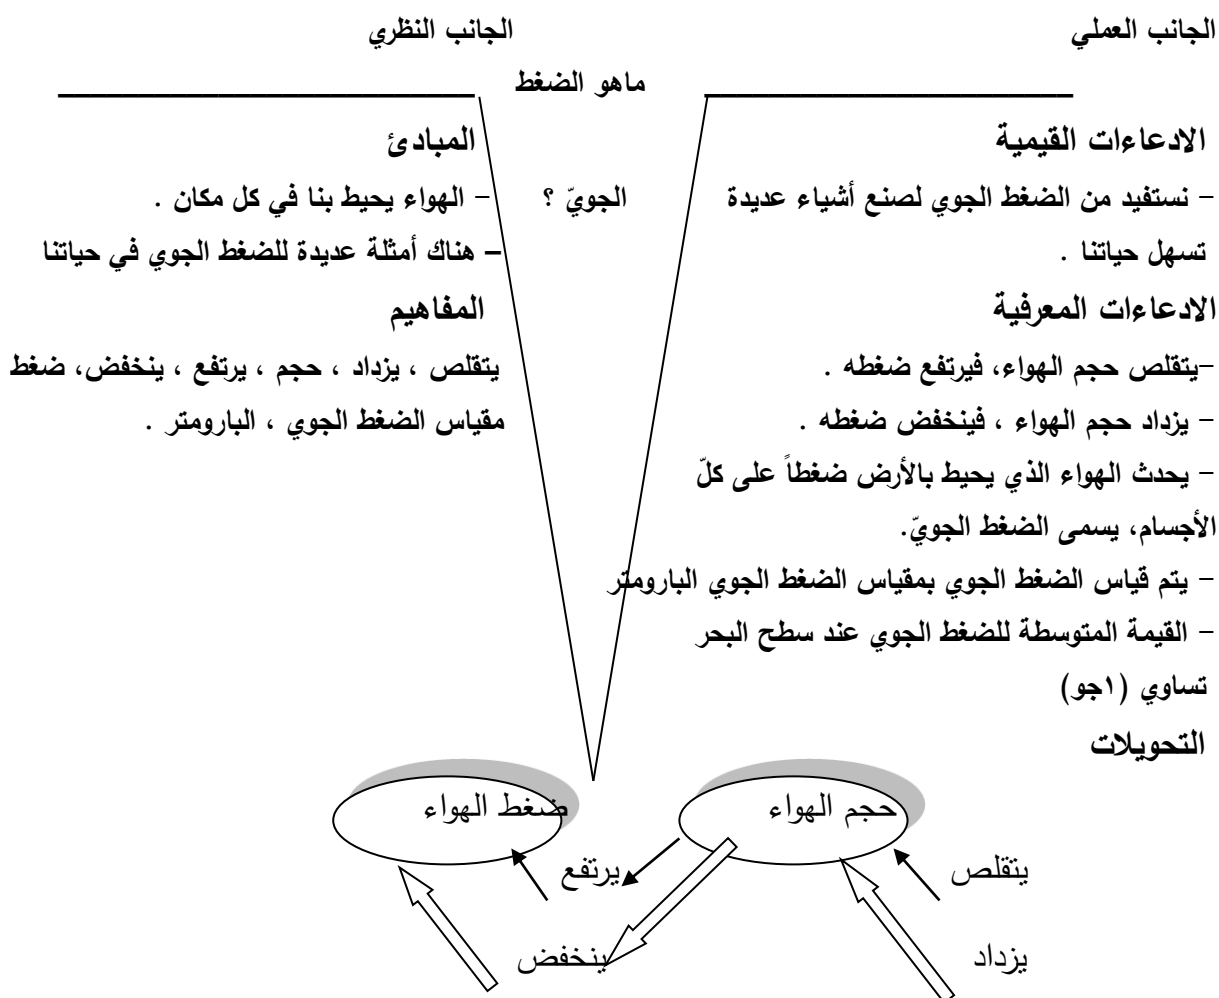 الجانب العملي
الجانب النظري
ماهو الضغط
الجويّ ؟
الادعاءات القيمية
– نستفيد من الضغط الجوي لصنع أشياء عديدة
تسهل حياتنا .
الادعاءات المعرفية
–يتقلص حجم الهواء، فيرتفع ضغطه .
– يزداد حجم الهواء ، فينخفض ضغطه .
– يحدث الهواء الذي يحيط بالأرض ضغطاً على كلّ
الأجسام، يسمى الضغط الجويّ.
– يتم قياس الضغط الجوي بمقياس الضغط الجوي البارومتر
– القيمة المتوسطة للضغط الجوي عند سطح البحر
تساوي (١جو)
التحويلات
المبادئ
– الهواء يحيط بنا في كل مكان .
– هناك أمثلة عديدة للضغط الجوي في حياتنا
المفاهيم
يتقلص ، يزداد ، حجم ، يرتفع ، ينخفض، ضغط
مقياس الضغط الجوي ، البارومتر .
حجم الهواء
ضغط الهواء
يتقلص
يرتفع
يزداد
ينخفض